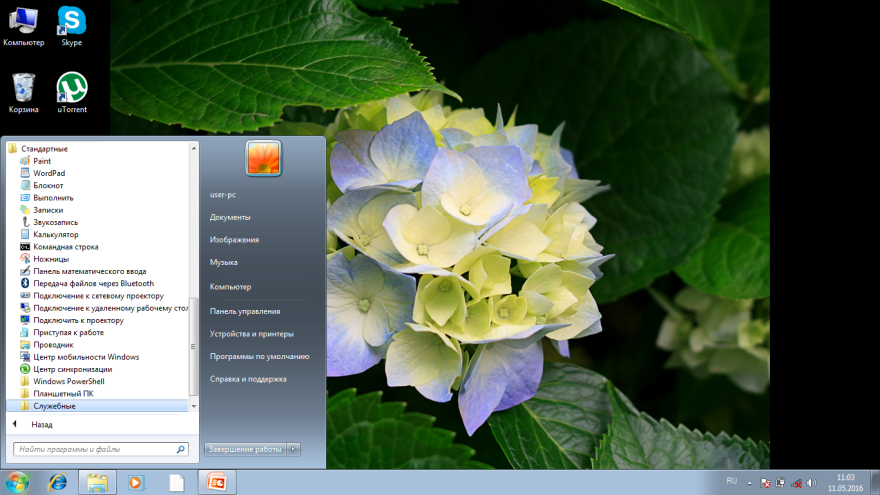 Компьютер
Skype
Корзина
uTorrent
Стандартные
Paint
WordPad
Блокнот
Выполнить
Записки
Звукозапись
Калькулятор
Командная строка
Ножницы
Панель математического ввода
Передача файлов через Bluetooth
Подключение к сетевому проектору
Подключение к удаленному рабочему стол
Подключить к проектору
Приступая к работе
Проводник
Центр мобильности Windows
Центр синхронизации
Windows PowerShell
Планшетный ПК
Служебные
Назад
Найти программы и файлы
user-pc
Документы
Изображения
Музыка
Компьютер
Панель управления
Устройства и принтеры
Программы по умолчанию
Справка и поддержка
Завершение работы
RU
11:03
11.05.2016